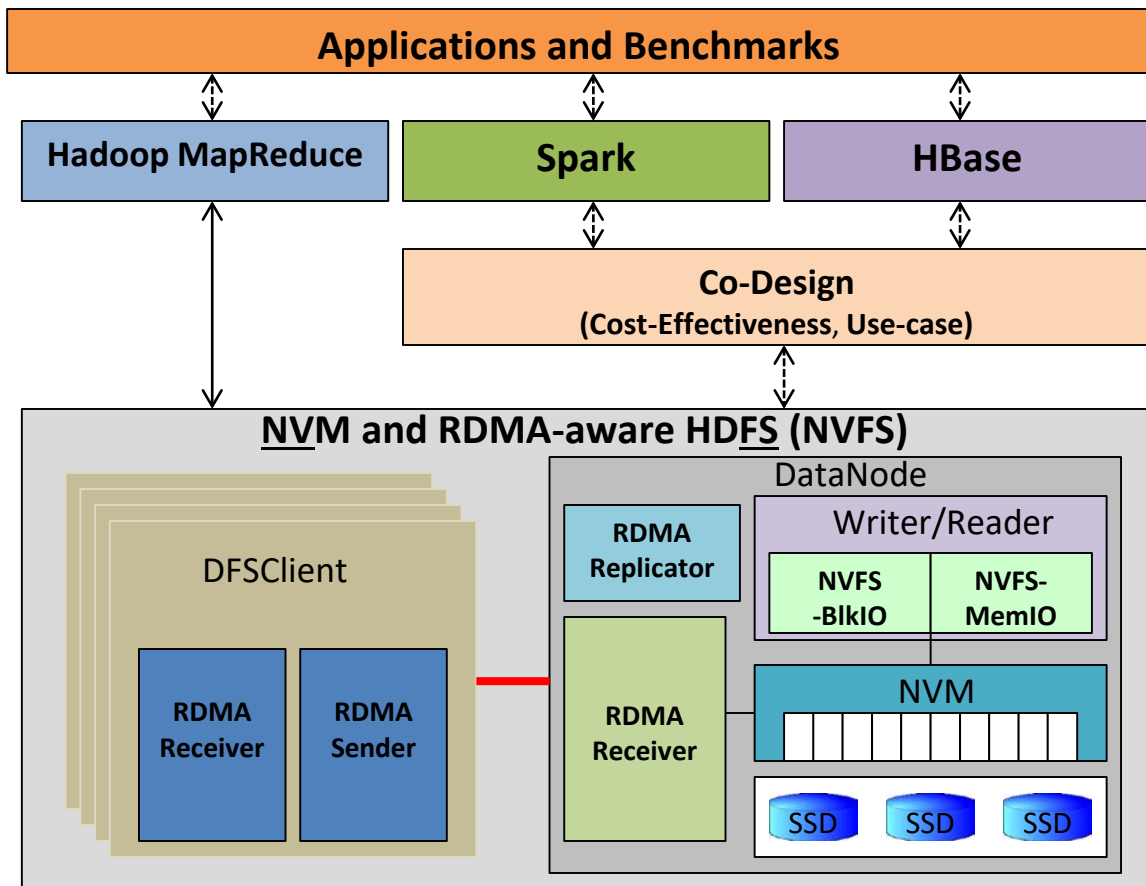 Applications and Benchmarks
Hadoop MapReduce
Spark
HBase
Co-Design
(Cost-Effectiveness, Use-case)
NVM and RDMA-aware HDFS (NVFS)
DFSClient
RDMA
Receiver
RDMA
Sender
DataNode
RDMA
Replicator
Writer/Reader
NVFS
-BlkIO
NVFS-
MemIO
RDMA
Receiver
NVM
SSD
SSD
SSD